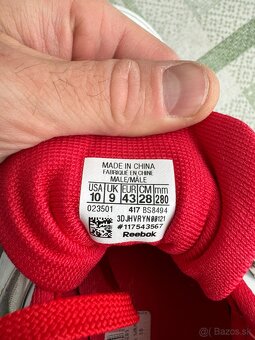 MADE IN CHINA
FABRIQUÉ EN CHINE
MALE/MÂLE
USA UK EUR CM mm
10 9 43 28 280
023501 417 BS8494
3DJHVRYN00121
#117543567
Reebok
bazos.sk